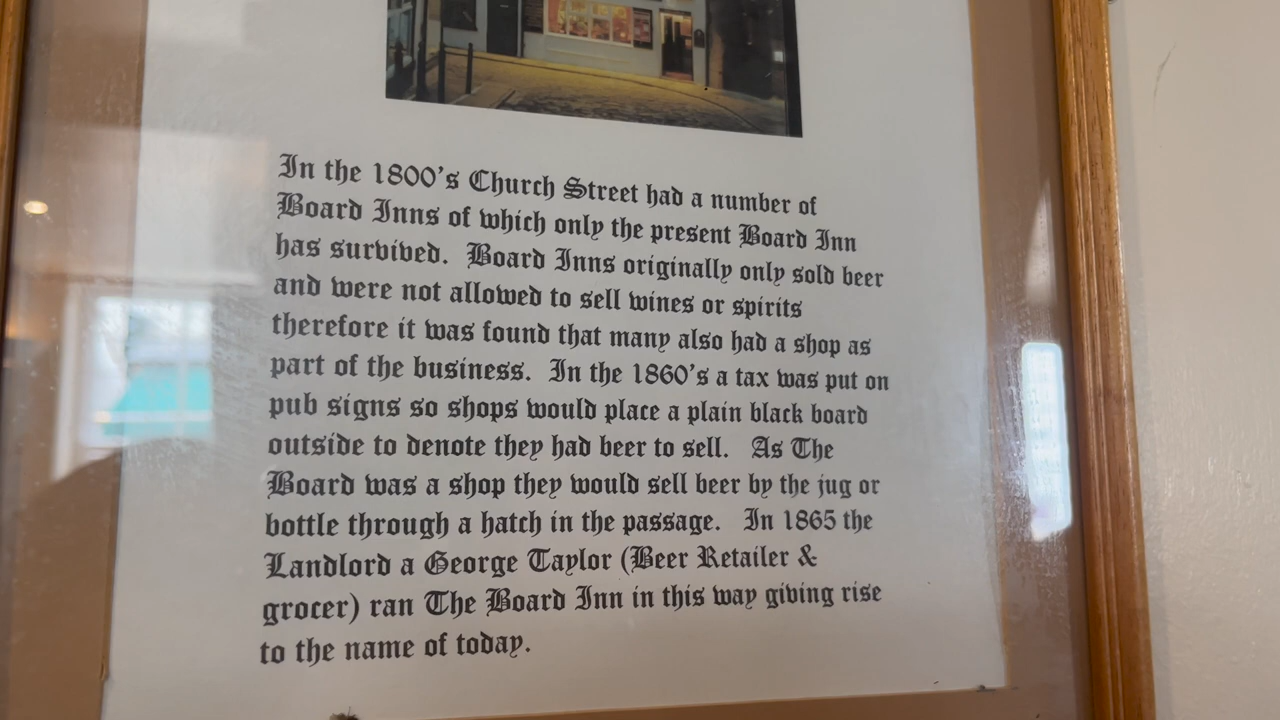 In the 1800's Church Street had a number of
Board Inns of which only the present Board Inn
has survived. Board Inns originally only sold beer
and were not allowed to sell wines or spirits
therefore it was found that many also had a shop as
part of the business. In the 1860's a tax was put on
pub signs so shops would place a plain black board
outside to denote they had beer to sell. As The
Board was a shop they would sell beer by the jug or
bottle through a hatch in the passage. In 1865 the
Landlord a George Taylor (Beer Retailer &
grocer) ran The Board Inn in this way giving rise
to the name of today.